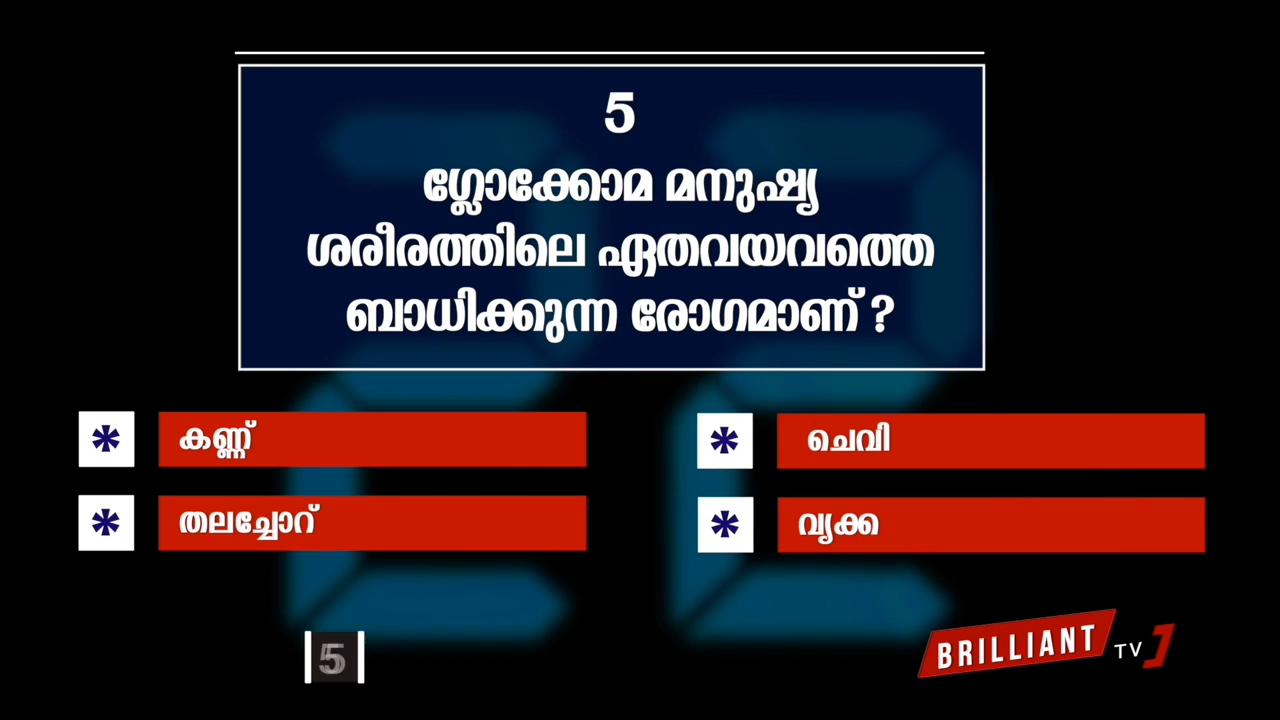 5
ഗ്ലോക്കോമ മനുഷ്യ
ശരീരത്തിലെ ഏതവയവത്തെ
ബാധിക്കുന്ന രോഗമാണ് ?
* കണ്ണ്
* ചെവി
* തലച്ചോറ്
* വൃക്ക
5
BRILLIANT TV